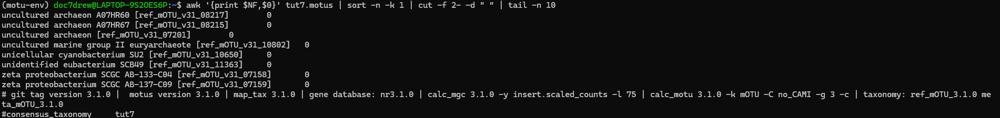 (motu-env) doc7drew@LAPTOP-9S2OES6P:~$ awk '{print $NF,$0}' tut7.motus | sort -n -k 1 | cut -f 2- -d " " | tail -n 10
uncultured archaeon A07HR60 [ref_mOTU_v31_08217]        0
uncultured archaeon A07HR67 [ref_mOTU_v31_08215]        0
uncultured archaeon [ref_mOTU_v31_07201]        0
uncultured marine group II euryarchaeote [ref_mOTU_v31_10802]   0
unicellular cyanobacterium SU2 [ref_mOTU_v31_10650]     0
unidentified eubacterium SCB49 [ref_mOTU_v31_11363]     0
zeta proteobacterium SCGC AB-133-C04 [ref_mOTU_v31_07158]       0
zeta proteobacterium SCGC AB-137-C09 [ref_mOTU_v31_07159]       0
# git tag version 3.1.0 |  motus version 3.1.0 | map_tax 3.1.0 | gene database: nr3.1.0 | calc_mgc 3.1.0 -y insert.scaled_counts -l 75 | calc_motu 3.1.0 -k mOTU -C no_CAMI -g 3 -c | taxonomy: ref_mOTU_3.1.0 me
ta_mOTU_3.1.0
#consensus_taxonomy     tut7